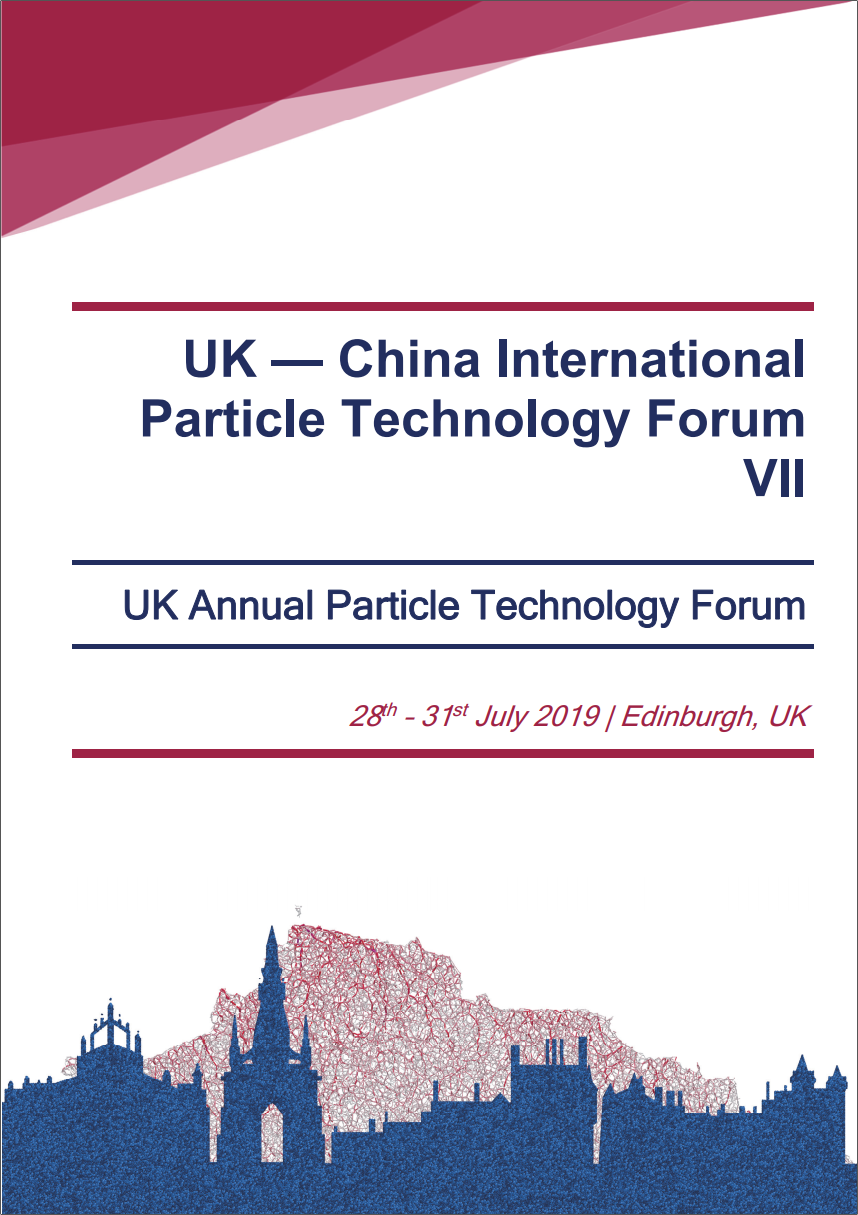 UK — China International
Particle Technology Forum
VII
UK Annual Particle Technology Forum
28th - 31st July 2019 | Edinburgh, UK